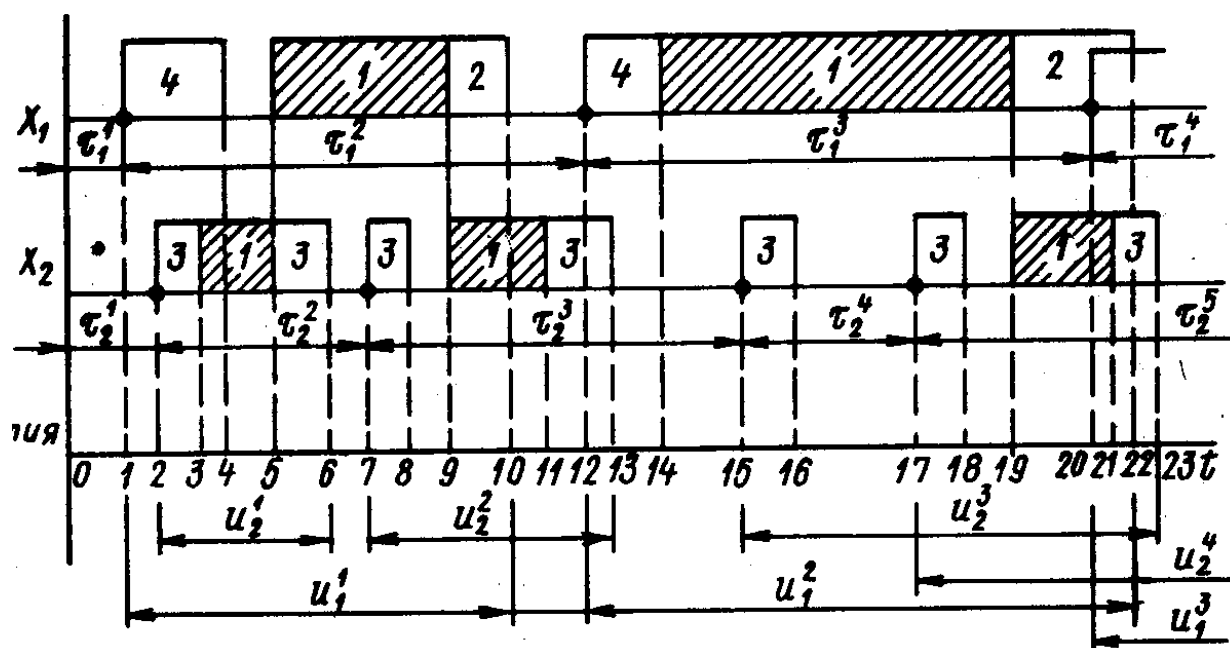 4 1 2 4 1 2
X₁ τ₁¹ τ₁² τ₁³ τ₁⁴
3 1 3 3 1 3 3 3 1 3
X₂ τ₂¹ τ₂² τ₂³ τ₂⁴ τ₂⁵
ия
0 1 2 3 4 5 6 7 8 9 10 11 12 13 14 15 16 17 18 19 20 21 22 23 t
u₂¹ u₂² u₂³
u₂⁴
u₁¹ u₁²
u₁³